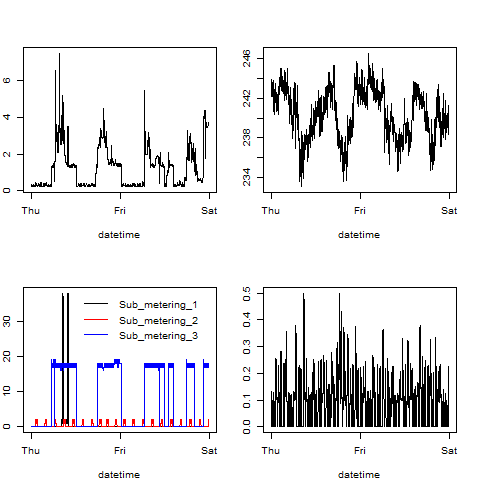 6
4
2
0
Thu Fri Sat
datetime
246
242
238
234
Thu Fri Sat
datetime
30
20
10
0
Sub_metering_1
Sub_metering_2
Sub_metering_3
Thu Fri Sat
datetime
0.5
0.4
0.3
0.2
0.1
0.0
Thu Fri Sat
datetime